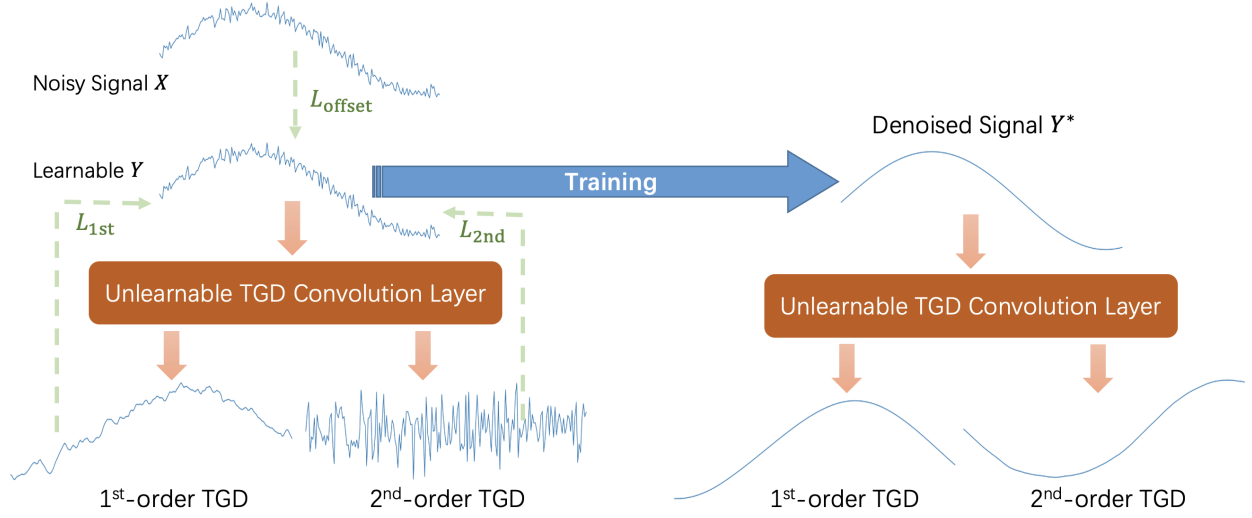 Noisy Signal X
L_offset
Denoised Signal Y*
Learnable Y
Training
L_1st
L_2nd
Unlearnable TGD Convolution Layer
Unlearnable TGD Convolution Layer
1st-order TGD
2nd-order TGD
1st-order TGD
2nd-order TGD